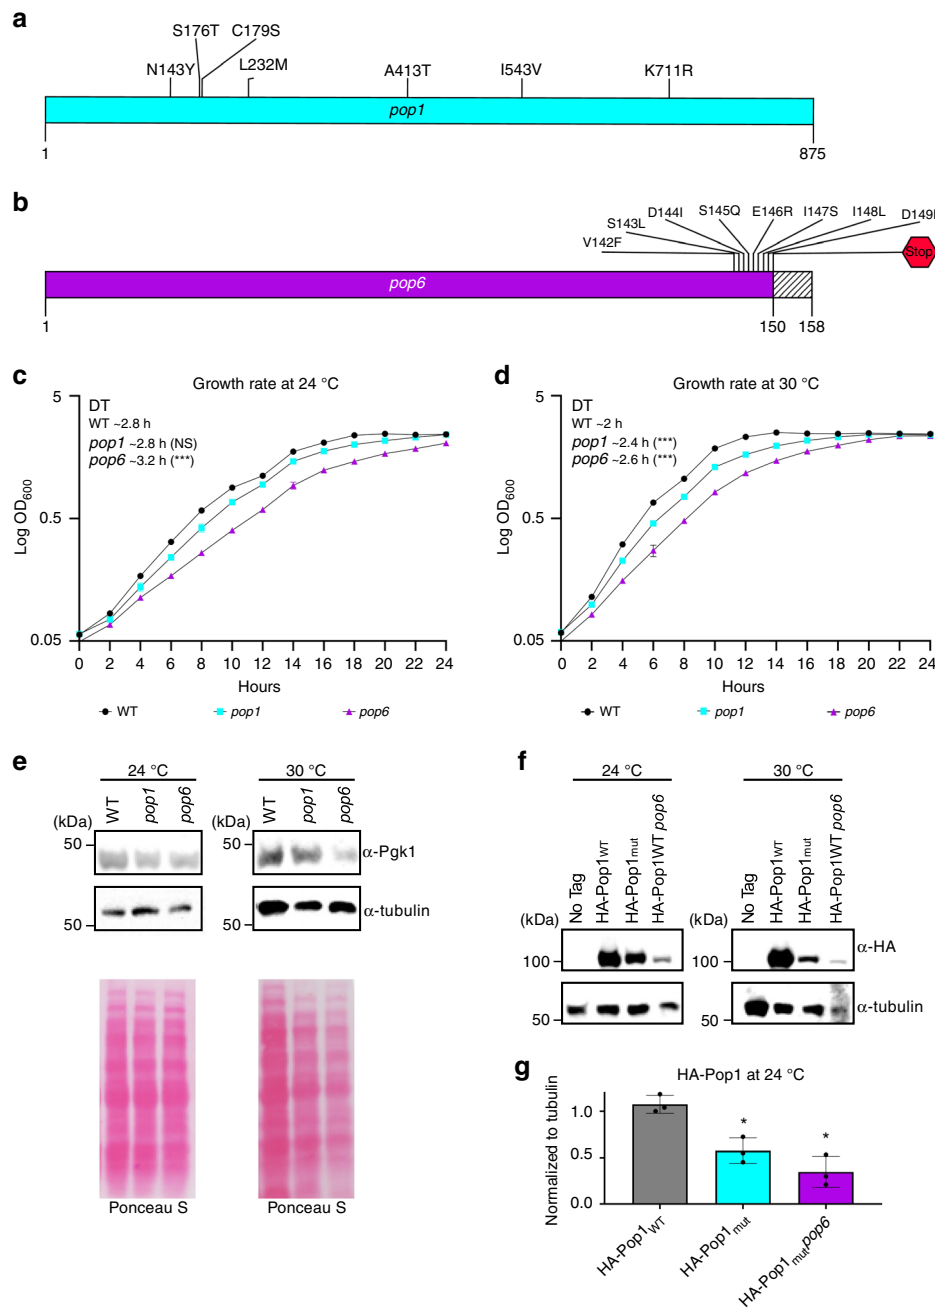 a
S176T C179S
N143Y L232M A413T I543V K711R
pop1
1 875
b
D144I S145Q E146R I147S I148L D149
S143L
V142F
Stop
pop6
1 150 158
c
Growth rate at 24 °C
5
DT
WT ~2.8 h
pop1 ~2.8 h (NS)
pop6 ~3.2 h (***)
Log OD600
0.5
0.05
0 2 4 6 8 10 12 14 16 18 20 22 24
Hours
WT pop1 pop6
d
Growth rate at 30 °C
5
DT
WT ~2 h
pop1 ~2.4 h (***)
pop6 ~2.6 h (***)
Log OD600
0.5
0.05
0 2 4 6 8 10 12 14 16 18 20 22 24
Hours
WT pop1 pop6
e
24 °C 30 °C
WT pop1 pop6 WT pop1 pop6
(kDa) (kDa)
50 50 α-Pgk1
50 50 α-tubulin
Ponceau S Ponceau S
f
24 °C 30 °C
No Tag HA-Pop1WT HA-Pop1mut HA-Pop1WT pop6 No Tag HA-Pop1WT HA-Pop1mut HA-Pop1WT pop6
(kDa) (kDa)
100 100 α-HA
50 50 α-tubulin
g
HA-Pop1 at 24 °C
Normalized to tubulin
1.0
0.5
0.0
* *
HA-Pop1WT HA-Pop1mut HA-Pop1mutpop6